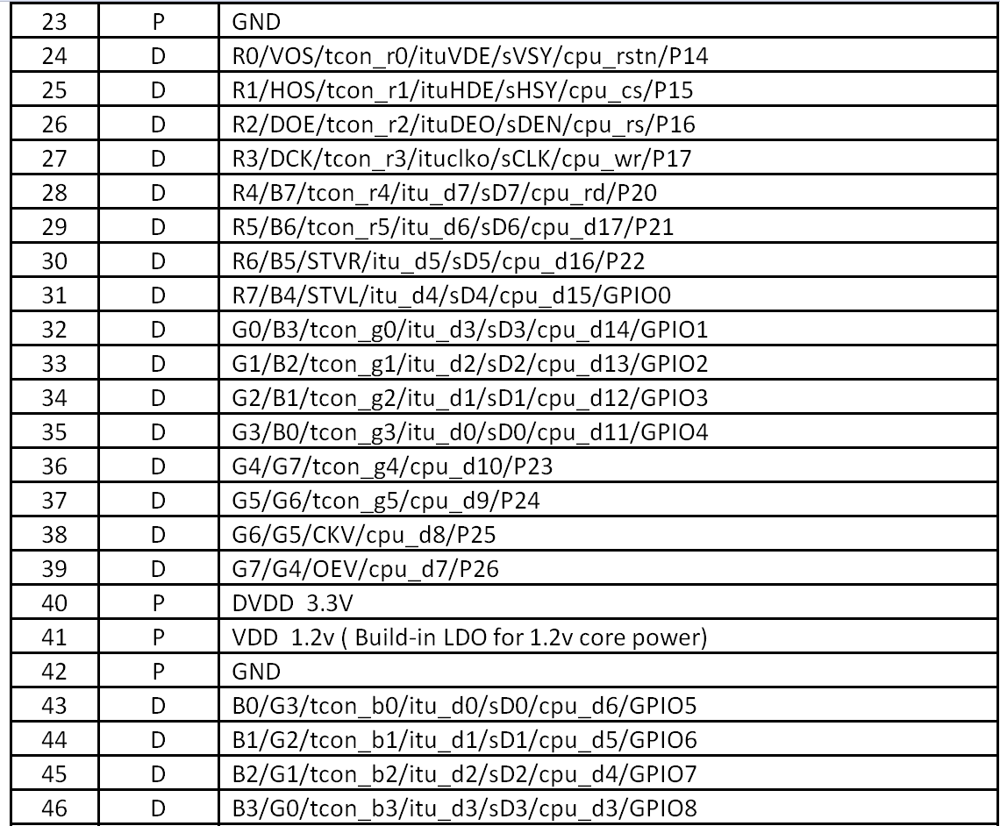 23 P GND
24 D R0/VOS/tcon_r0/ituVDE/sVSY/cpu_rstn/P14
25 D R1/HOS/tcon_r1/ituHDE/sHSY/cpu_cs/P15
26 D R2/DOE/tcon_r2/ituDEO/sDEN/cpu_rs/P16
27 D R3/DCK/tcon_r3/ituclko/sCLK/cpu_wr/P17
28 D R4/B7/tcon_r4/itu_d7/sD7/cpu_rd/P20
29 D R5/B6/tcon_r5/itu_d6/sD6/cpu_d17/P21
30 D R6/B5/STVR/itu_d5/sD5/cpu_d16/P22
31 D R7/B4/STVL/itu_d4/sD4/cpu_d15/GPIO0
32 D G0/B3/tcon_g0/itu_d3/sD3/cpu_d14/GPIO1
33 D G1/B2/tcon_g1/itu_d2/sD2/cpu_d13/GPIO2
34 D G2/B1/tcon_g2/itu_d1/sD1/cpu_d12/GPIO3
35 D G3/B0/tcon_g3/itu_d0/sD0/cpu_d11/GPIO4
36 D G4/G7/tcon_g4/cpu_d10/P23
37 D G5/G6/tcon_g5/cpu_d9/P24
38 D G6/G5/CKV/cpu_d8/P25
39 D G7/G4/OEV/cpu_d7/P26
40 P DVDD  3.3V
41 P VDD  1.2v ( Build-in LDO for 1.2v core power)
42 P GND
43 D B0/G3/tcon_b0/itu_d0/sD0/cpu_d6/GPIO5
44 D B1/G2/tcon_b1/itu_d1/sD1/cpu_d5/GPIO6
45 D B2/G1/tcon_b2/itu_d2/sD2/cpu_d4/GPIO7
46 D B3/G0/tcon_b3/itu_d3/sD3/cpu_d3/GPIO8